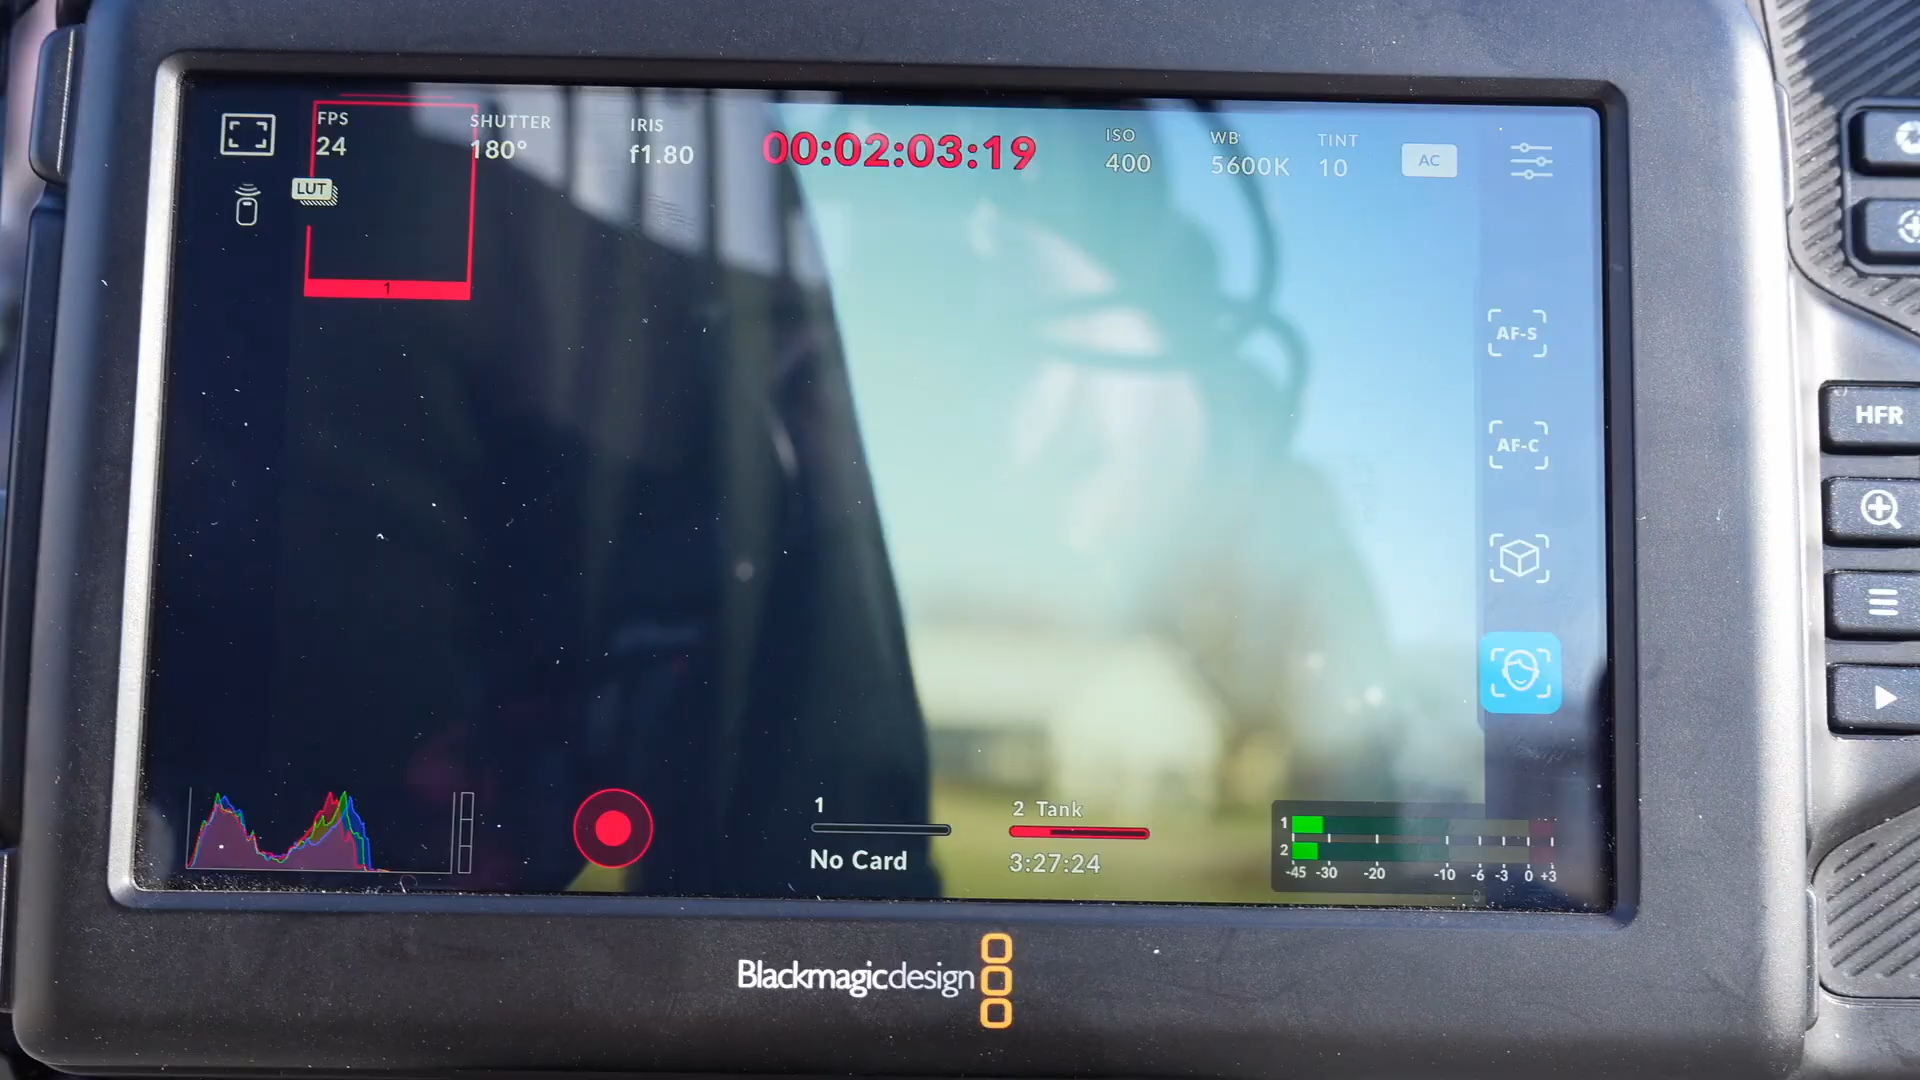 FPS
24
SHUTTER
180°
IRIS
f1.80
00:02:03:19
ISO
400
WB
5600K
TINT
10
AC
LUT
1
AF-S
AF-C
HFR
1
No Card
2 Tank
3:27:24
1
2
-45 -30 -20 -10 -6 -3 0 +3
Blackmagicdesign